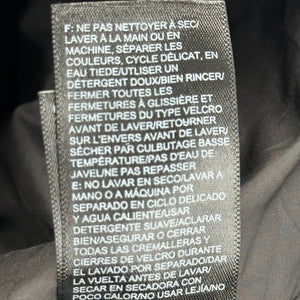 F: NE PAS NETTOYER À SEC/
LAVER À LA MAIN OU EN
MACHINE, SÉPARER LES
COULEURS, CYCLE DÉLICAT, EN
EAU TIEDE/UTILISER UN
DÉTERGENT DOUX/BIEN RINCER/
FERMER TOUTES LES
FERMETURES À GLISSIÈRE ET
FERMETURES DU TYPE VELCRO
AVANT DE LAVER/RETOURNER
SUR L'ENVERS AVANT DE LAVER/
SÉCHER PAR CULBUTAGE BASSE
TEMPÉRATURE/PAS D'EAU DE
JAVEL/NE PAS REPASSER
E: NO LAVAR EN SECO/LAVAR A
MANO O A MÁQUINA POR
SEPARADO EN CICLO DELICADO
Y AGUA CALIENTE/USAR
DETERGENTE SUAVE/ACLARAR
BIEN/ASEGURAR O CERRAR
TODAS LAS CREMALLERAS Y
CIERRES DE VELCRO DURANTE
EL LAVADO POR SEPARADO/DAR
LA VUELTA ANTES DE LAVAR/
SECAR EN SECADORA CON
POCO CALOR/NO USAR LEJÍA/NO